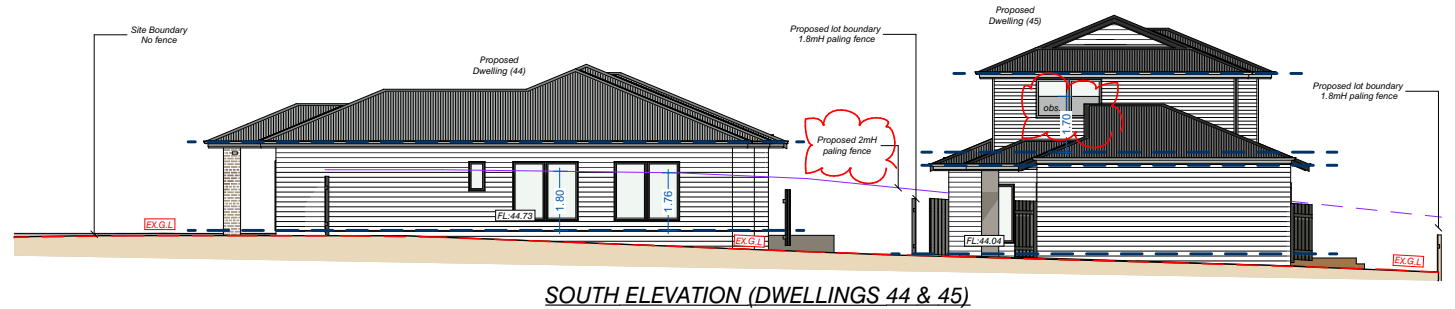 Site Boundary
No fence
Proposed
Dwelling (44)
Proposed lot boundary
1.8mH paling fence
Proposed
Dwelling (45)
Proposed lot boundary
1.8mH paling fence
obs.
1.70
Proposed 2mH
paling fence
1.80
1.76
FL:44.73
EX.G.L
EX.G.L
FL:44.04
EX.G.L
SOUTH ELEVATION (DWELLINGS 44 & 45)